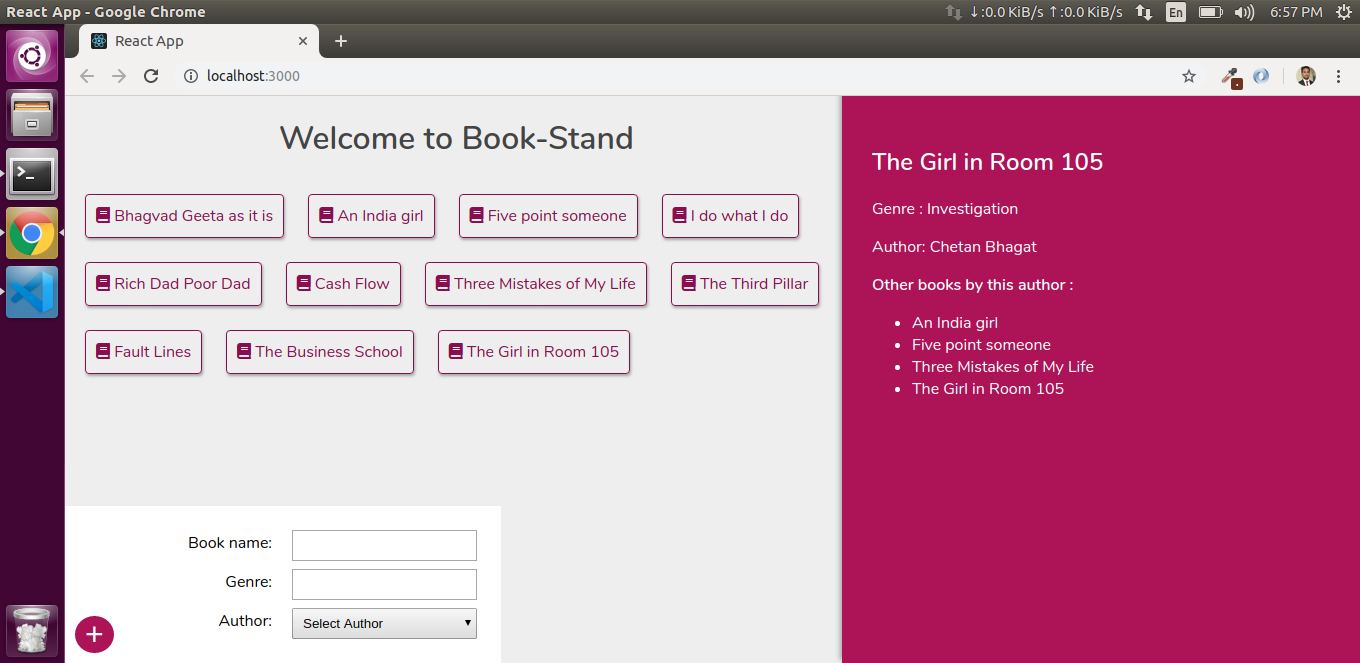 React App - Google Chrome
↓:0.0 KiB/s ↑:0.0 KiB/s En 6:57 PM
React App
localhost:3000
Welcome to Book-Stand
Bhagvad Geeta as it is An India girl Five point someone I do what I do
Rich Dad Poor Dad Cash Flow Three Mistakes of My Life The Third Pillar
Fault Lines The Business School The Girl in Room 105
Book name:
Genre:
Author: Select Author
The Girl in Room 105
Genre : Investigation
Author: Chetan Bhagat
Other books by this author :
An India girl
Five point someone
Three Mistakes of My Life
The Girl in Room 105